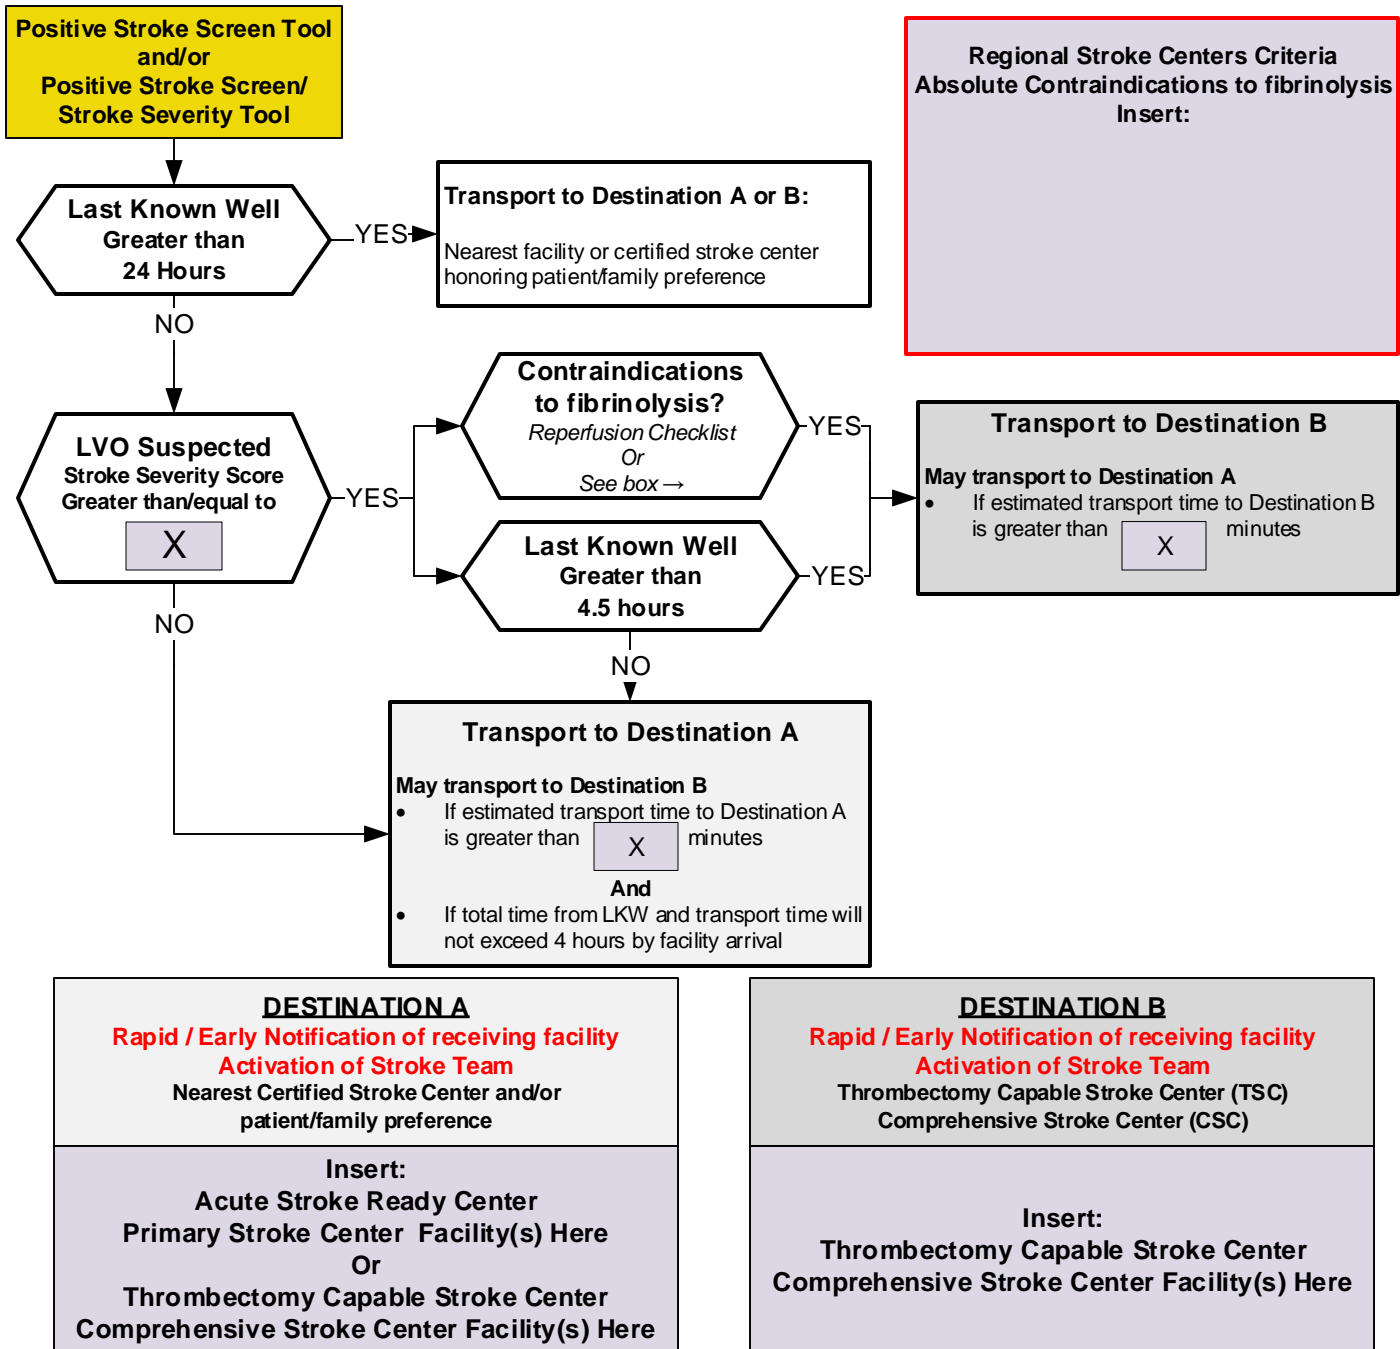 Positive Stroke Screen Tool
and/or
Positive Stroke Screen/
Stroke Severity Tool
Regional Stroke Centers Criteria
Absolute Contraindications to fibrinolysis
Insert:
Last Known Well
Greater than
24 Hours
YES
Transport to Destination A or B:
Nearest facility or certified stroke center
honoring patient/family preference
NO
LVO Suspected
Stroke Severity Score
Greater than/equal to
X
YES
Contraindications
to fibrinolysis?
Reperfusion Checklist
Or
See box →
YES
Last Known Well
Greater than
4.5 hours
YES
Transport to Destination B
May transport to Destination A
• If estimated transport time to Destination B
is greater than X minutes
NO
NO
Transport to Destination A
May transport to Destination B
• If estimated transport time to Destination A
is greater than X minutes
And
• If total time from LKW and transport time will
not exceed 4 hours by facility arrival
DESTINATION A
Rapid / Early Notification of receiving facility
Activation of Stroke Team
Nearest Certified Stroke Center and/or
patient/family preference
Insert:
Acute Stroke Ready Center
Primary Stroke Center Facility(s) Here
Or
Thrombectomy Capable Stroke Center
Comprehensive Stroke Center Facility(s) Here
DESTINATION B
Rapid / Early Notification of receiving facility
Activation of Stroke Team
Thrombectomy Capable Stroke Center (TSC)
Comprehensive Stroke Center (CSC)
Insert:
Thrombectomy Capable Stroke Center
Comprehensive Stroke Center Facility(s) Here